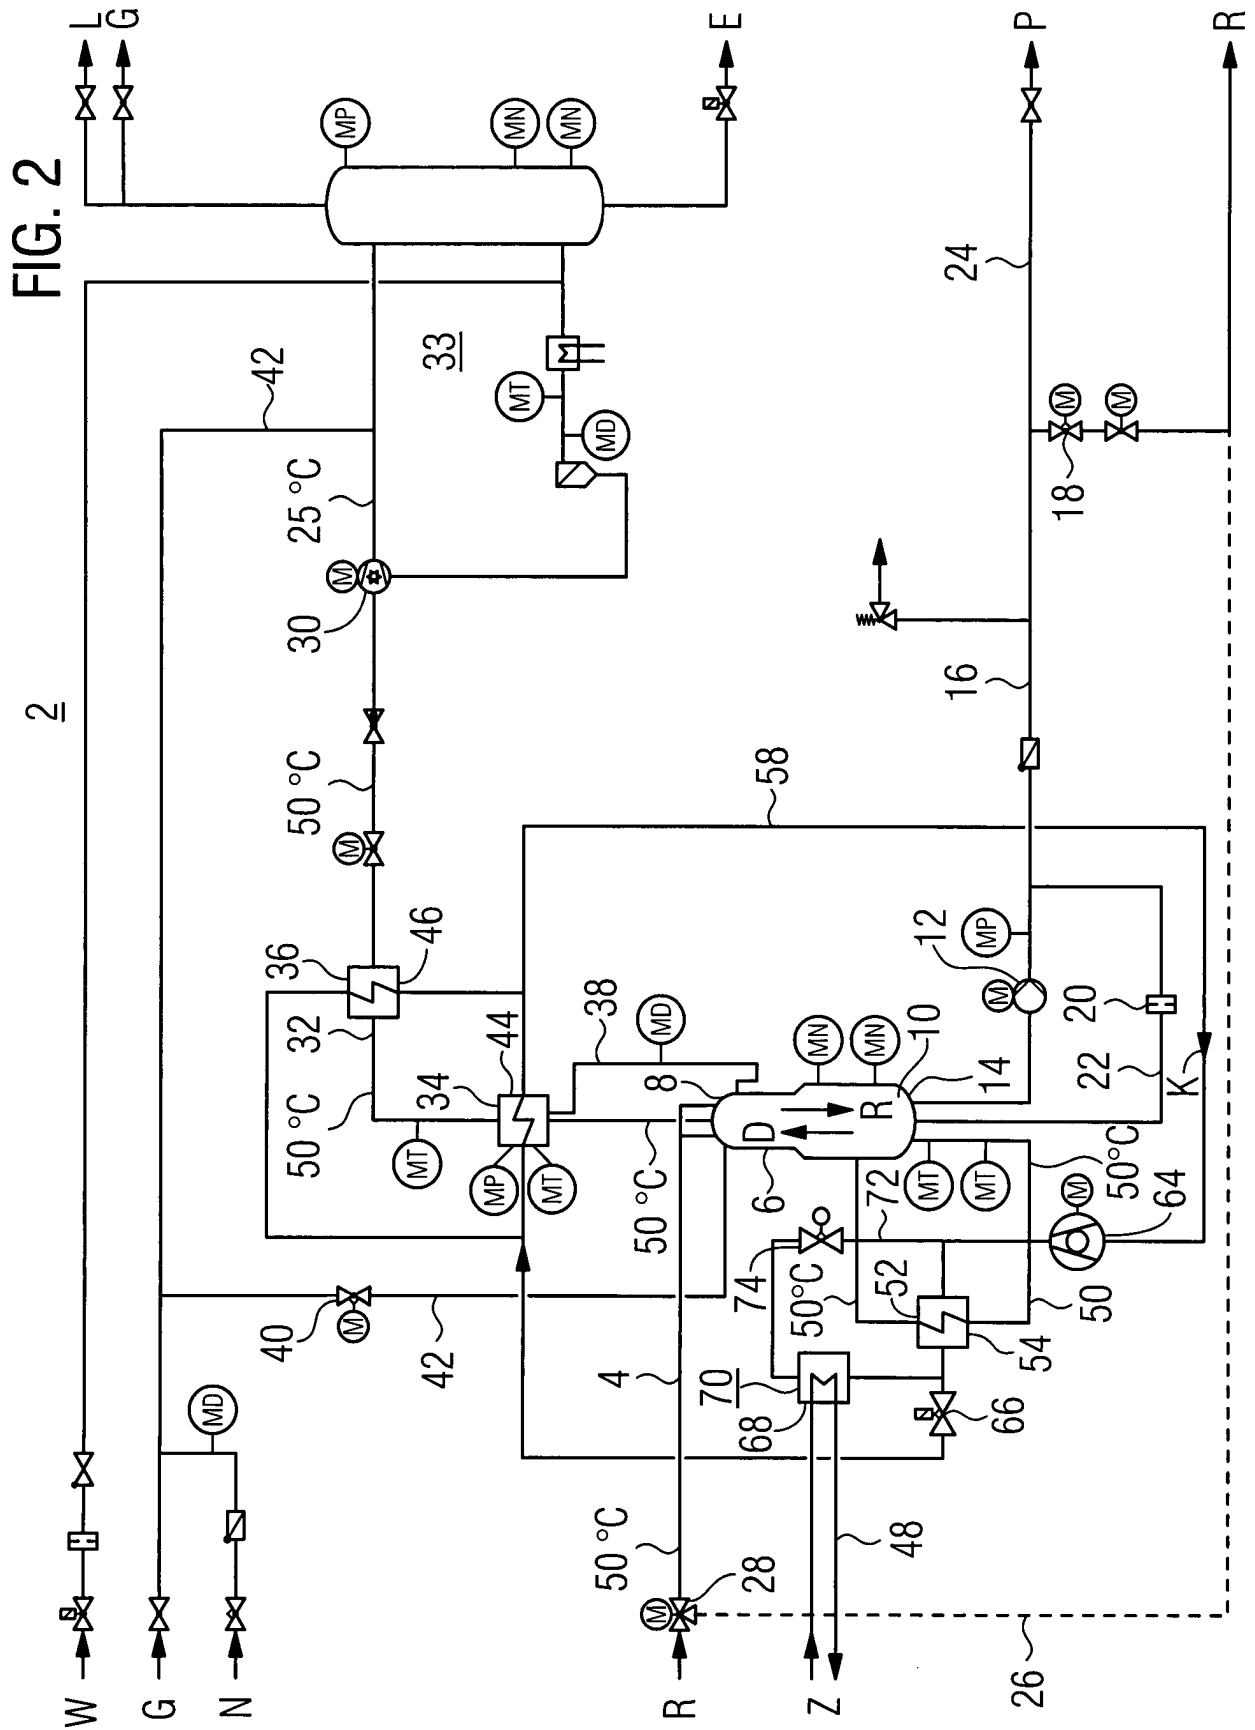 FIG. 2
2
L
G
E
P
R
MP
MN
MN
33
MT
MD
42
25 °C
M
30
50 °C
M
36
46
32
50 °C
34
44
38
MD
MT
MP
MT
50 °C
8
D
R
6
MN
MN
10
14
12
M
MP
20
22
K
58
16
24
M
M
18
MT
MT
50°C
M
64
72
74
50°C
52
54
50
66
70
68
48
4
50 °C
M
28
26
40
M
42
MD
W
G
N
R
Z